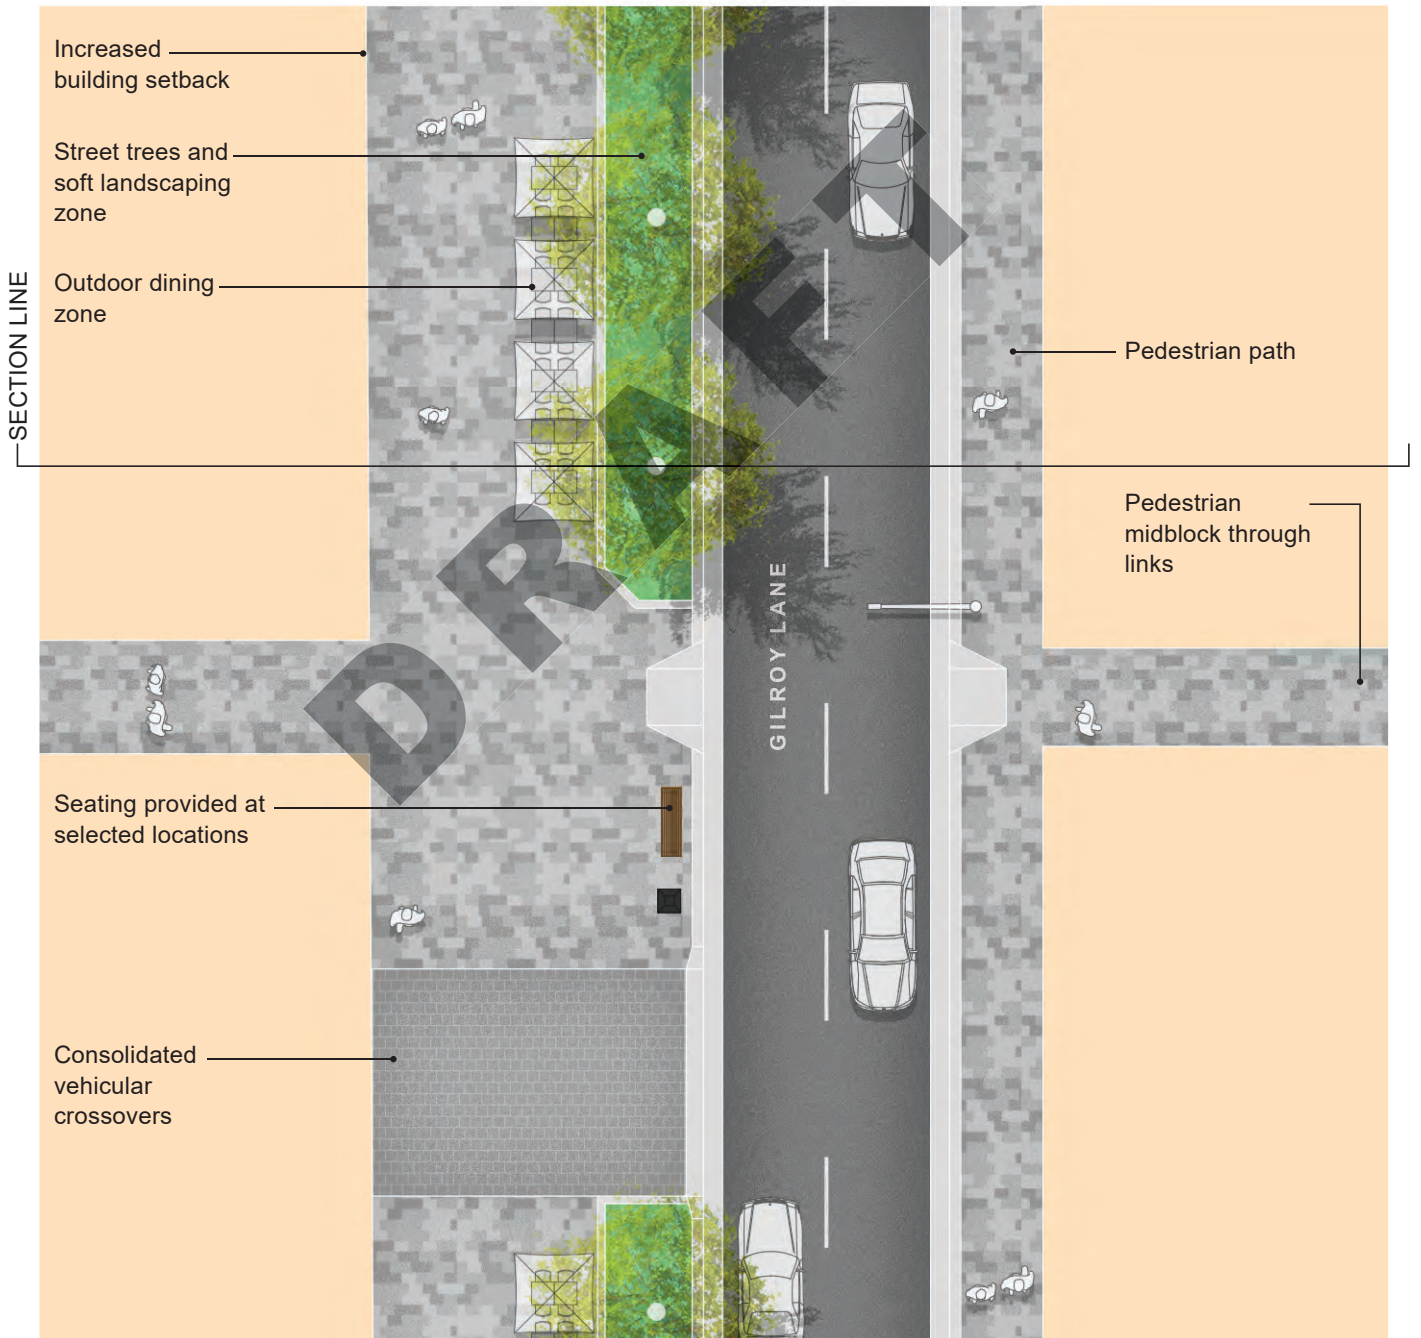 Increased
building setback
Street trees and
soft landscaping
zone
Outdoor dining
zone
SECTION LINE
Pedestrian path
Pedestrian
midblock through
links
GILROY LANE
DRAFT
Seating provided at
selected locations
Consolidated
vehicular
crossovers